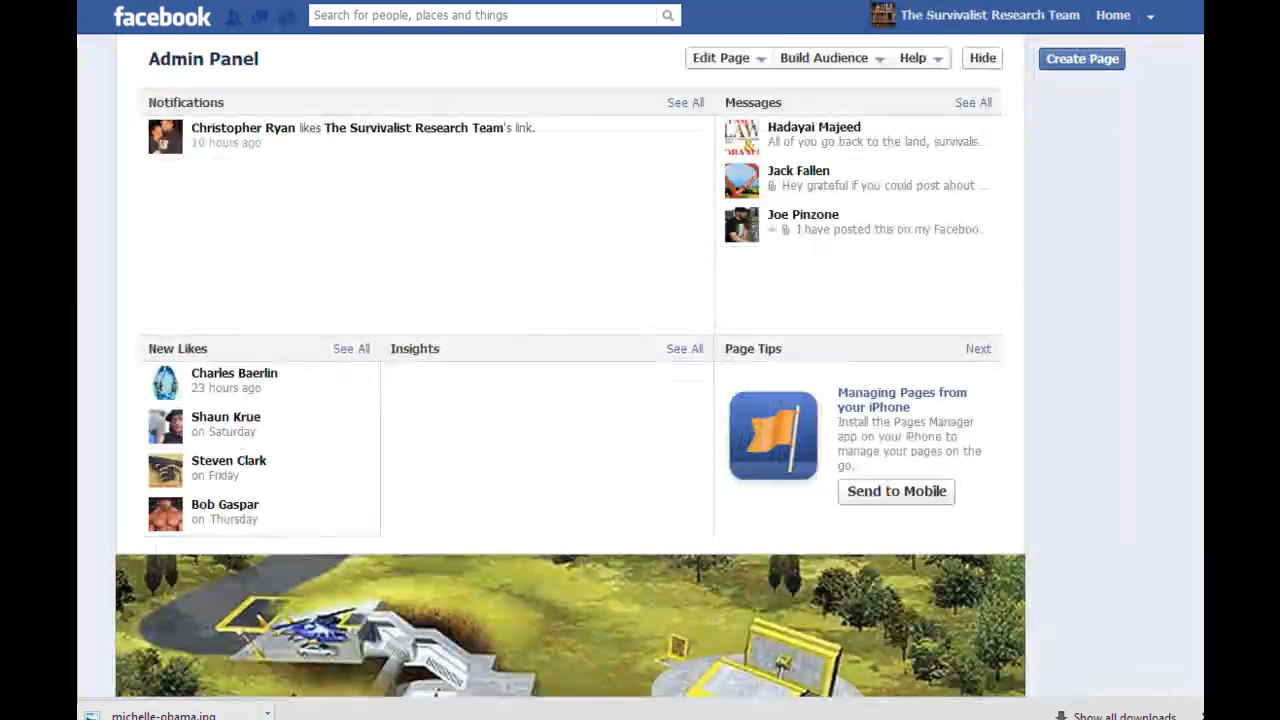 facebook
Search for people, places and things
The Survivalist Research Team
Home
Admin Panel
Edit Page
Build Audience
Help
Hide
Create Page
Notifications
See All
Christopher Ryan likes The Survivalist Research Team's link.
10 hours ago
Messages
See All
Hadayai Majeed
All of you go back to the land, survivalis...
Jack Fallen
Hey grateful if you could post about ...
Joe Pinzone
I have posted this on my Faceboo...
New Likes
See All
Charles Baerlin
23 hours ago
Shaun Krue
on Saturday
Steven Clark
on Friday
Bob Gaspar
on Thursday
Insights
See All
Page Tips
Next
Managing Pages from
your iPhone
Install the Pages Manager
app on your iPhone to
manage your pages on the
go.
Send to Mobile
michelle-obama.jpg
Show all downloads